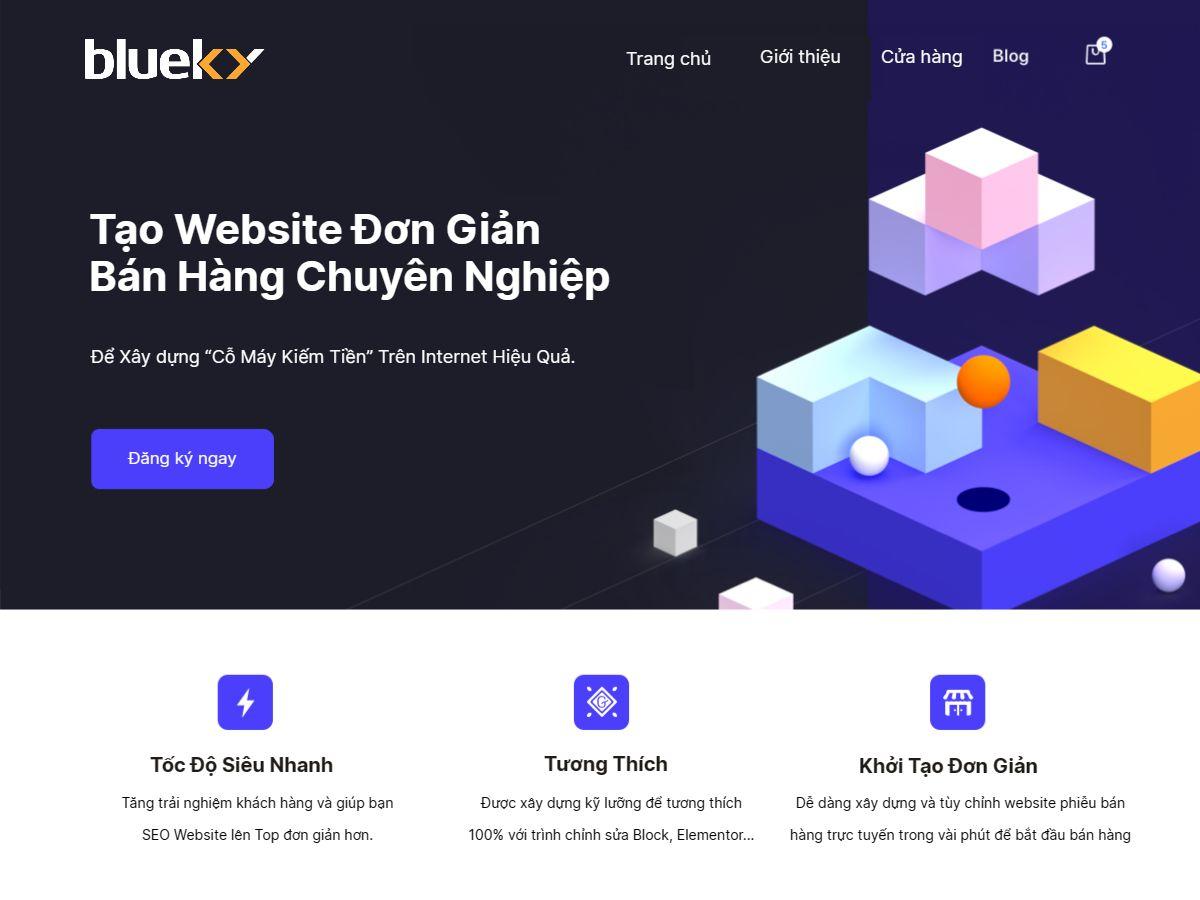 blueky
Trang chủ
Giới thiệu
Cửa hàng
Blog
5
Tạo Website Đơn Giản
Bán Hàng Chuyên Nghiệp
Để Xây dựng “Cỗ Máy Kiếm Tiền” Trên Internet Hiệu Quả.
Đăng ký ngay
Tốc Độ Siêu Nhanh
Tương Thích
Khởi Tạo Đơn Giản
Tăng trải nghiệm khách hàng và giúp bạn
SEO Website lên Top đơn giản hơn.
Được xây dựng kỹ lưỡng để tương thích
100% với trình chỉnh sửa Block, Elementor...
Dễ dàng xây dựng và tùy chỉnh website phiễu bán
hàng trực tuyến trong vài phút để bắt đầu bán hàng